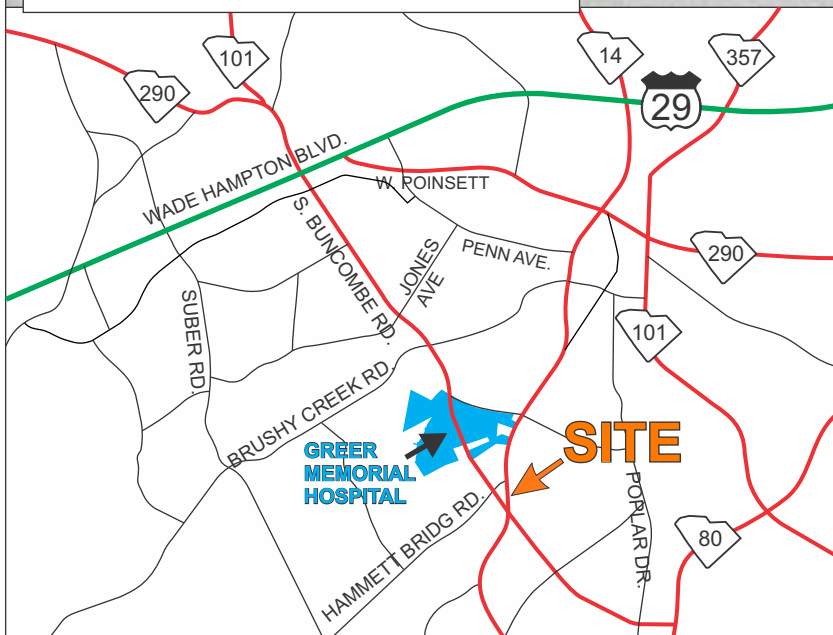 14
357
101
290
29
WADE HAMPTON BLVD.
W. POINSETT
S. BUNCOMBE RD.
PENN AVE.
JONES
AVE
290
SUBER RD.
101
BRUSHY CREEK RD.
SITE
GREER
MEMORIAL
HOSPITAL
POPLAR DR.
HAMMETT BRIDG RD.
80